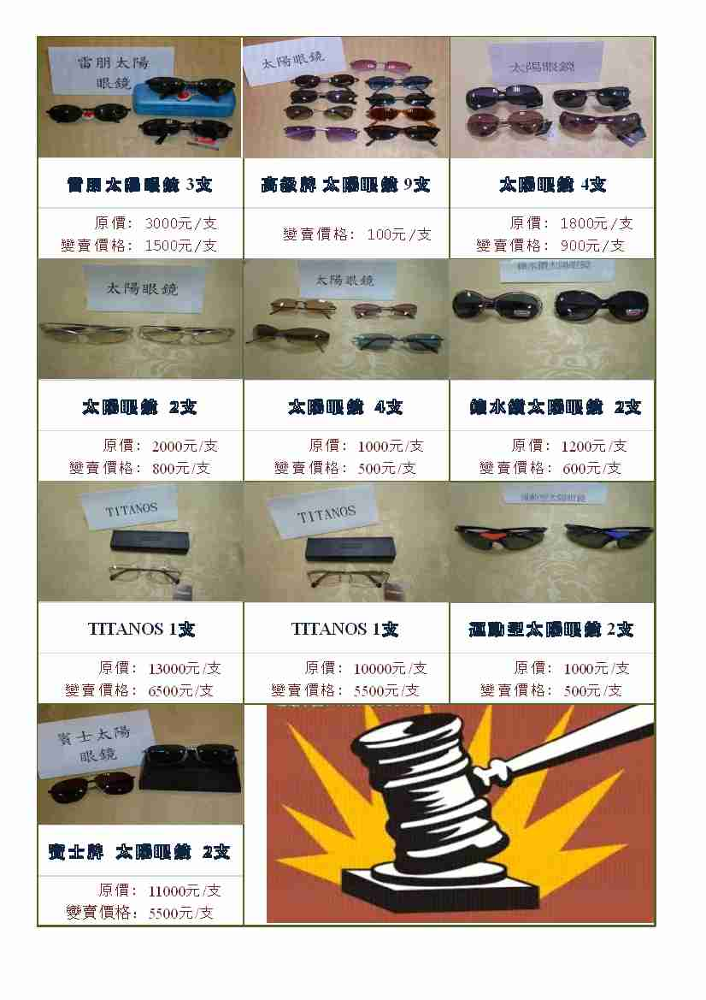 雷朋太陽
眼鏡
太陽眼鏡
太陽眼鏡
雷朋太陽眼鏡 3支
高級牌 太陽眼鏡 9支
太陽眼鏡 4支
原價: 3000元/支
變賣價格: 1500元/支
變賣價格: 100元/支
原價: 1800元/支
變賣價格: 900元/支
太陽眼鏡
太陽眼鏡
鑲水鑽太陽眼鏡
太陽眼鏡 2支
太陽眼鏡 4支
鑲水鑽太陽眼鏡 2支
原價: 2000元/支
變賣價格: 800元/支
原價: 1000元/支
變賣價格: 500元/支
原價: 1200元/支
變賣價格: 600元/支
TITANOS
TITANOS
運動型太陽眼鏡
TITANOS 1支
TITANOS 1支
運動型太陽眼鏡 2支
原價: 13000元/支
變賣價格: 6500元/支
原價: 10000元/支
變賣價格: 5500元/支
原價: 1000元/支
變賣價格: 500元/支
賓士太陽
眼鏡
賓士牌 太陽眼鏡 2支
原價: 11000元/支
變賣價格: 5500元/支